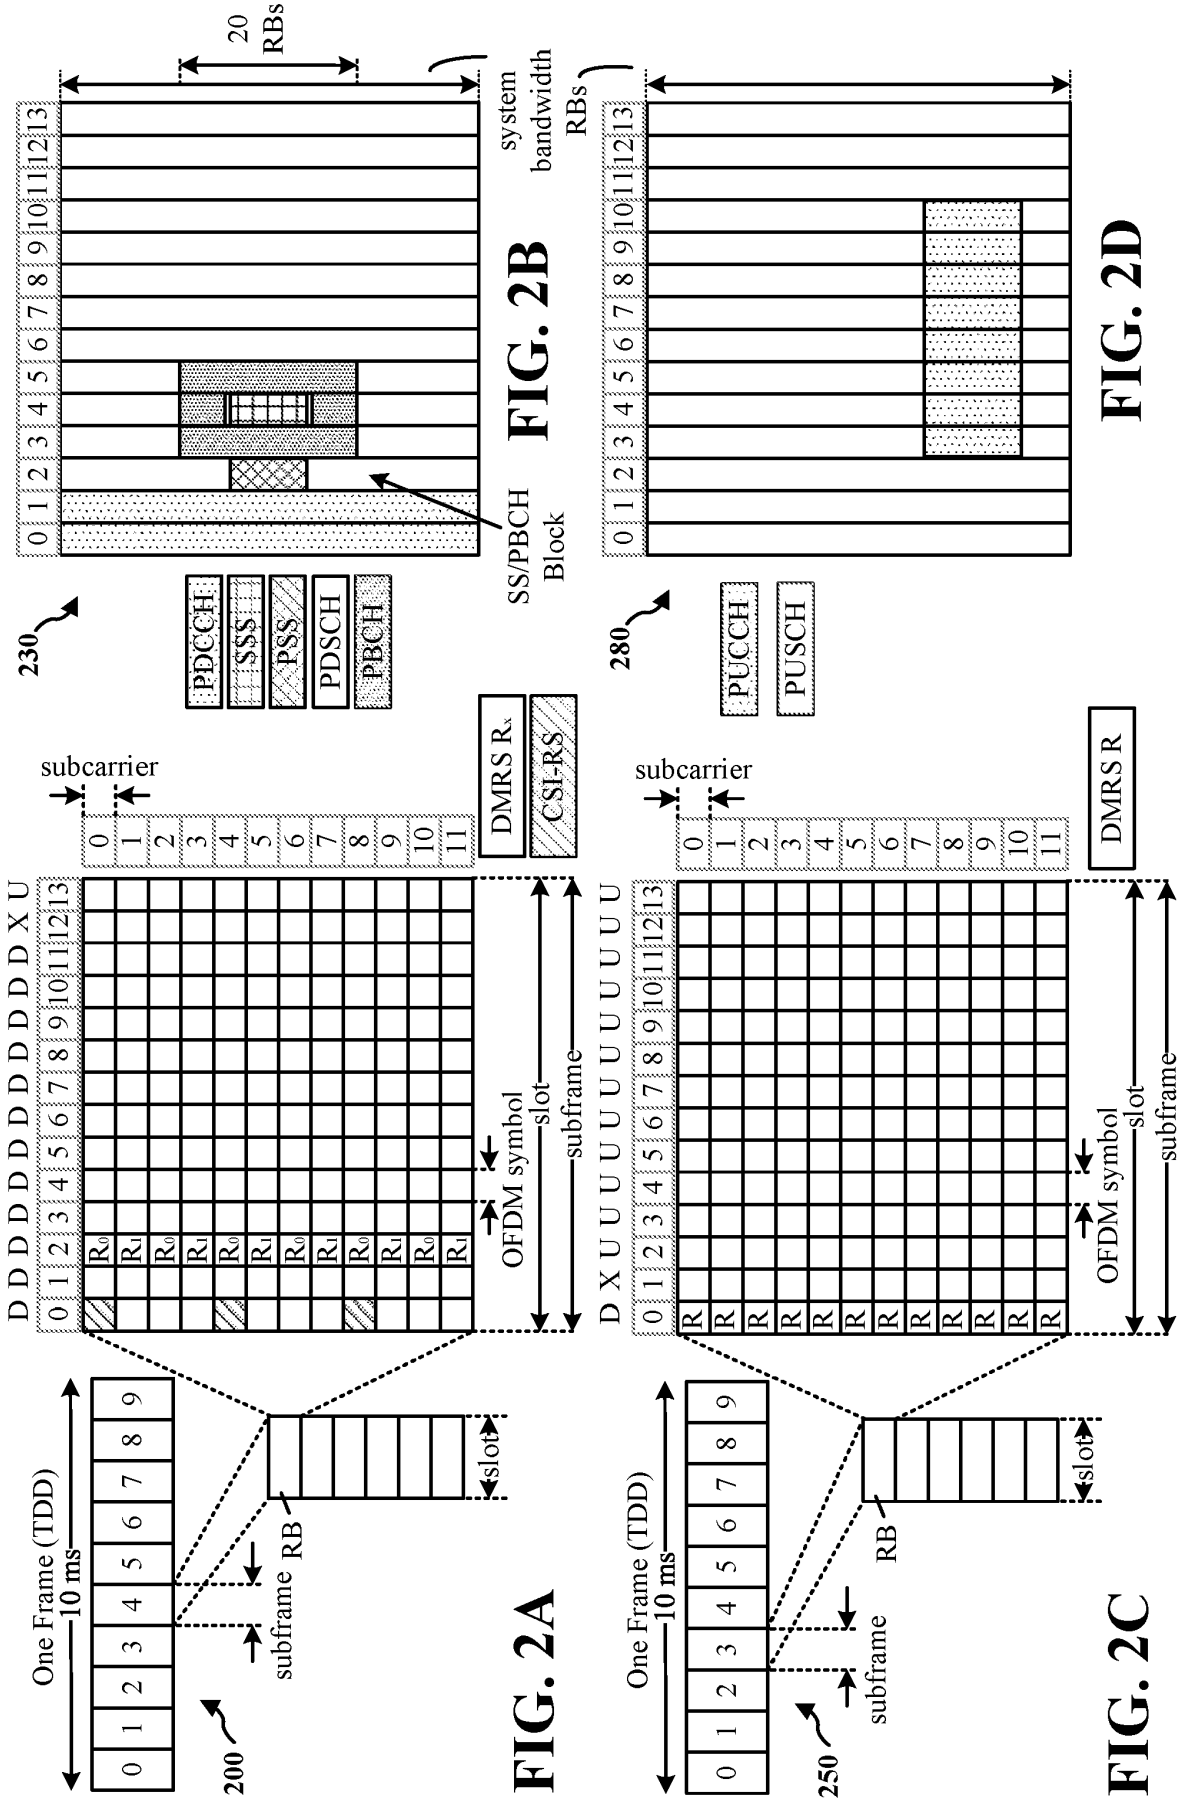 One Frame (TDD)
10 ms
0 1 2 3 4 5 6 7 8 9
subframe
RB
slot
200
FIG. 2A
D D D D D D D D D D D D X U
0 1 2 3 4 5 6 7 8 9 10 11 12 13
subcarrier
0
1
2
3
4
5
6
7
8
9
10
11
R0
R1
R0
R1
R0
R1
R0
R1
R0
R1
R0
R1
OFDM symbol
slot
subframe
DMRS Rx
CSI-RS
230
PDCCH
SSS
PSS
PDSCH
PBCH
0 1 2 3 4 5 6 7 8 9 10 11 12 13
20
RBs
SS/PBCH
Block
system
bandwidth
RBs
FIG. 2B
One Frame (TDD)
10 ms
0 1 2 3 4 5 6 7 8 9
subframe
RB
slot
250
FIG. 2C
D X U U U U U U U U U U U U
0 1 2 3 4 5 6 7 8 9 10 11 12 13
subcarrier
0
1
2
3
4
5
6
7
8
9
10
11
R
R
R
R
R
R
R
R
R
R
R
R
OFDM symbol
slot
subframe
DMRS R
280
PUCCH
PUSCH
0 1 2 3 4 5 6 7 8 9 10 11 12 13
FIG. 2D